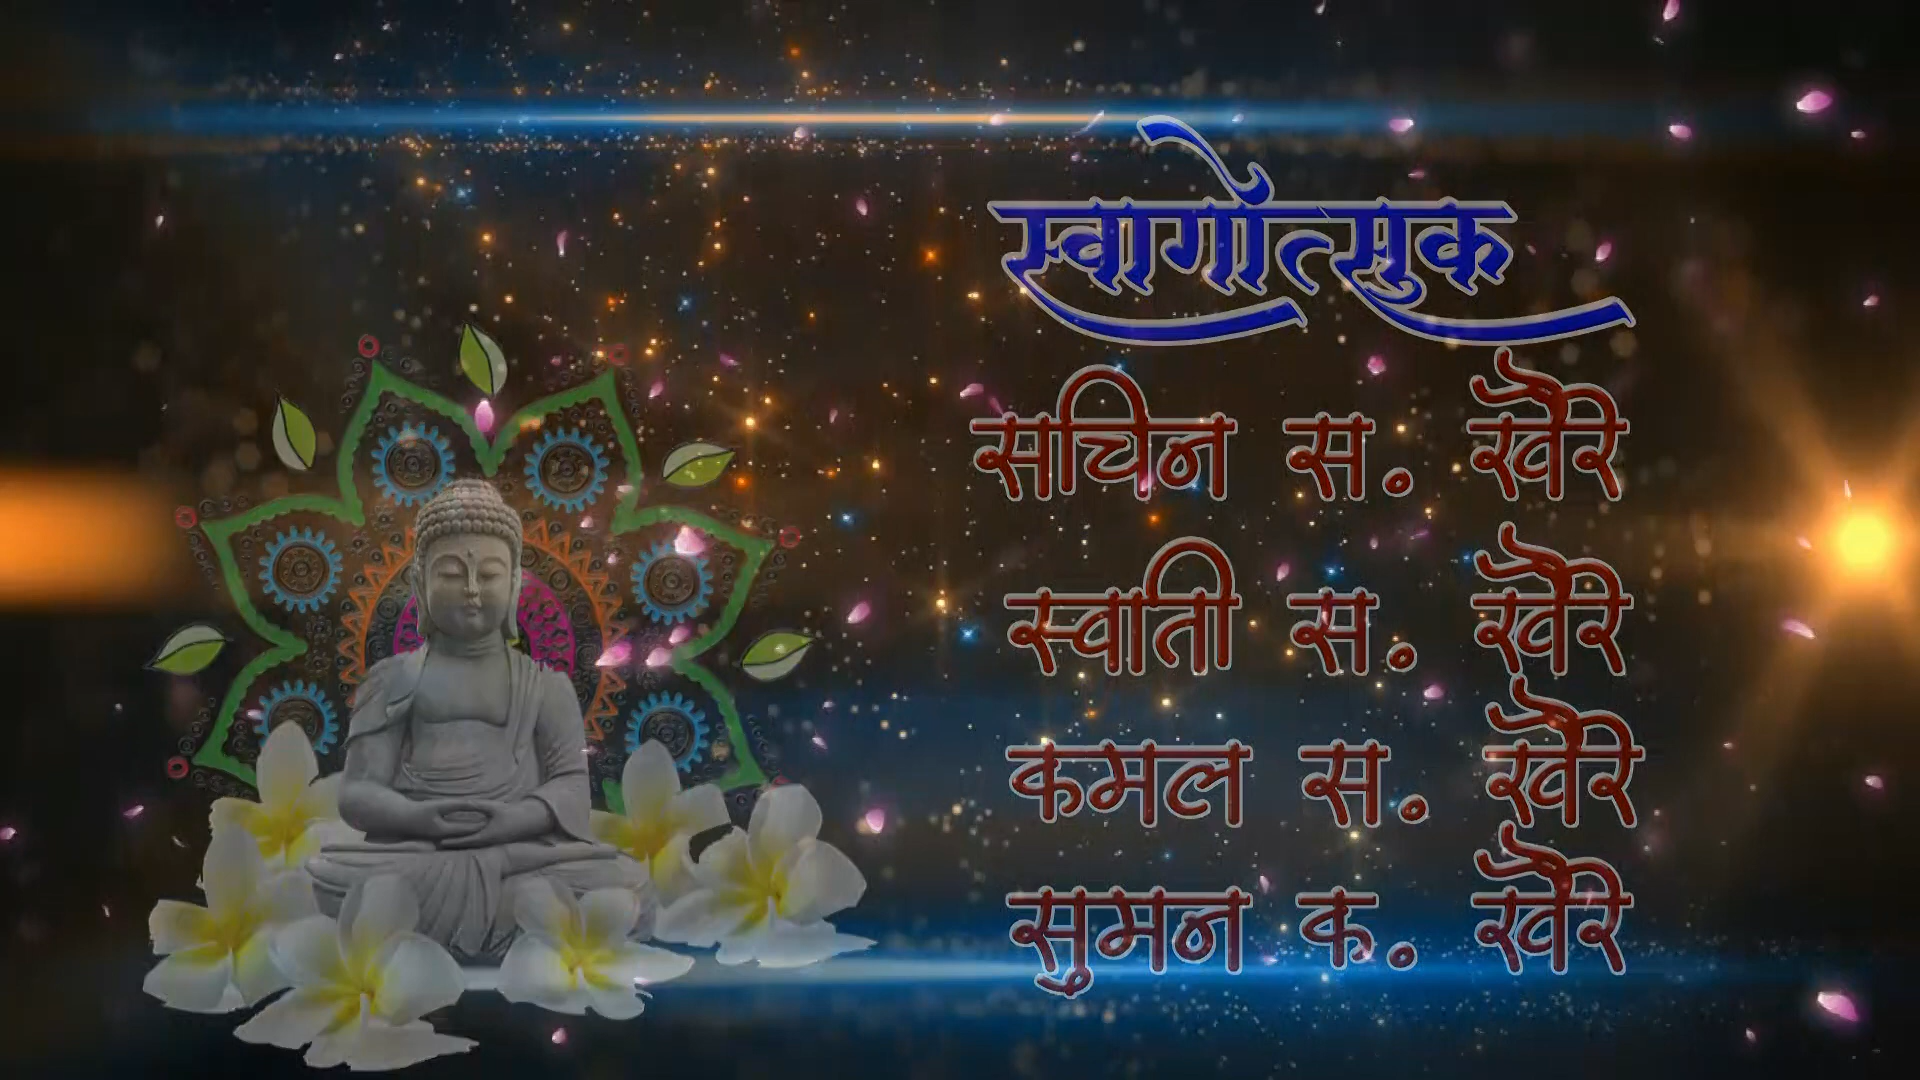 स्वागोत्सुक
सचिन स. खैरे
स्वाती स. खैरे
कमल स. खैरे
सुमन क. खैरे